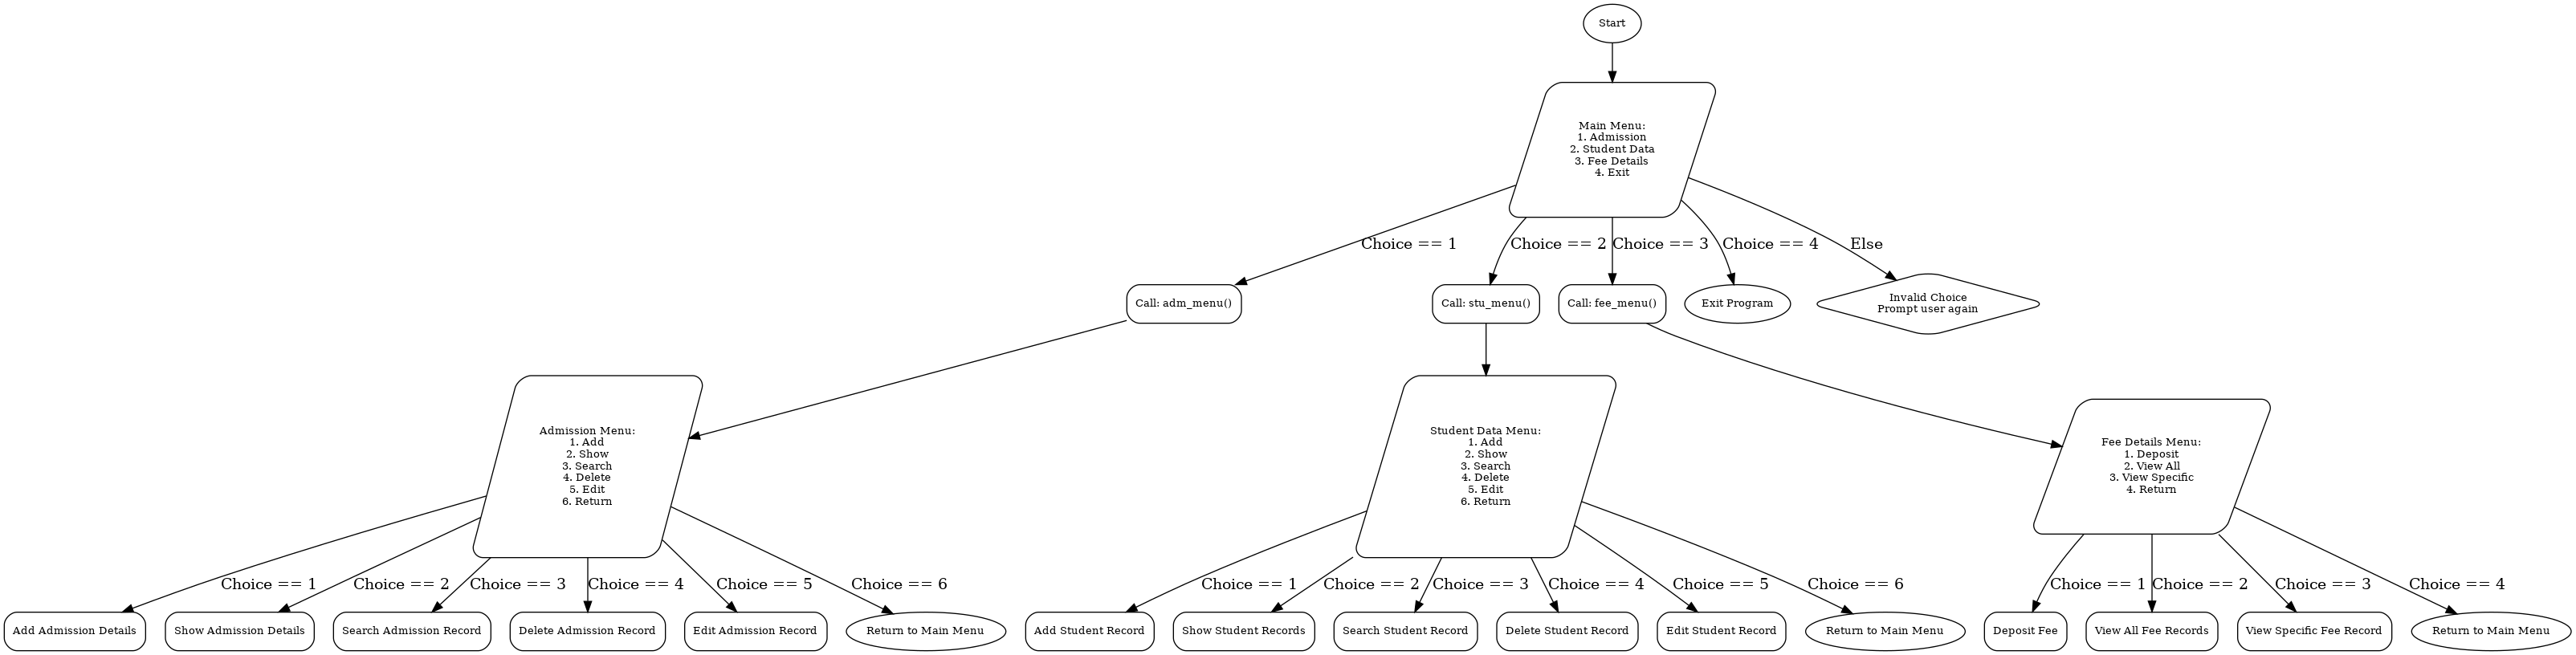 Start
Main Menu:
1. Admission
2. Student Data
3. Fee Details
4. Exit
Choice == 1
Choice == 2
Choice == 3
Choice == 4
Else
Call: adm_menu()
Call: stu_menu()
Call: fee_menu()
Exit Program
Invalid Choice
Prompt user again
Admission Menu:
1. Add
2. Show
3. Search
4. Delete
5. Edit
6. Return
Student Data Menu:
1. Add
2. Show
3. Search
4. Delete
5. Edit
6. Return
Fee Details Menu:
1. Deposit
2. View All
3. View Specific
4. Return
Choice == 1
Choice == 2
Choice == 3
Choice == 4
Choice == 5
Choice == 6
Choice == 1
Choice == 2
Choice == 3
Choice == 4
Choice == 5
Choice == 6
Choice == 1
Choice == 2
Choice == 3
Choice == 4
Add Admission Details
Show Admission Details
Search Admission Record
Delete Admission Record
Edit Admission Record
Return to Main Menu
Add Student Record
Show Student Records
Search Student Record
Delete Student Record
Edit Student Record
Return to Main Menu
Deposit Fee
View All Fee Records
View Specific Fee Record
Return to Main Menu